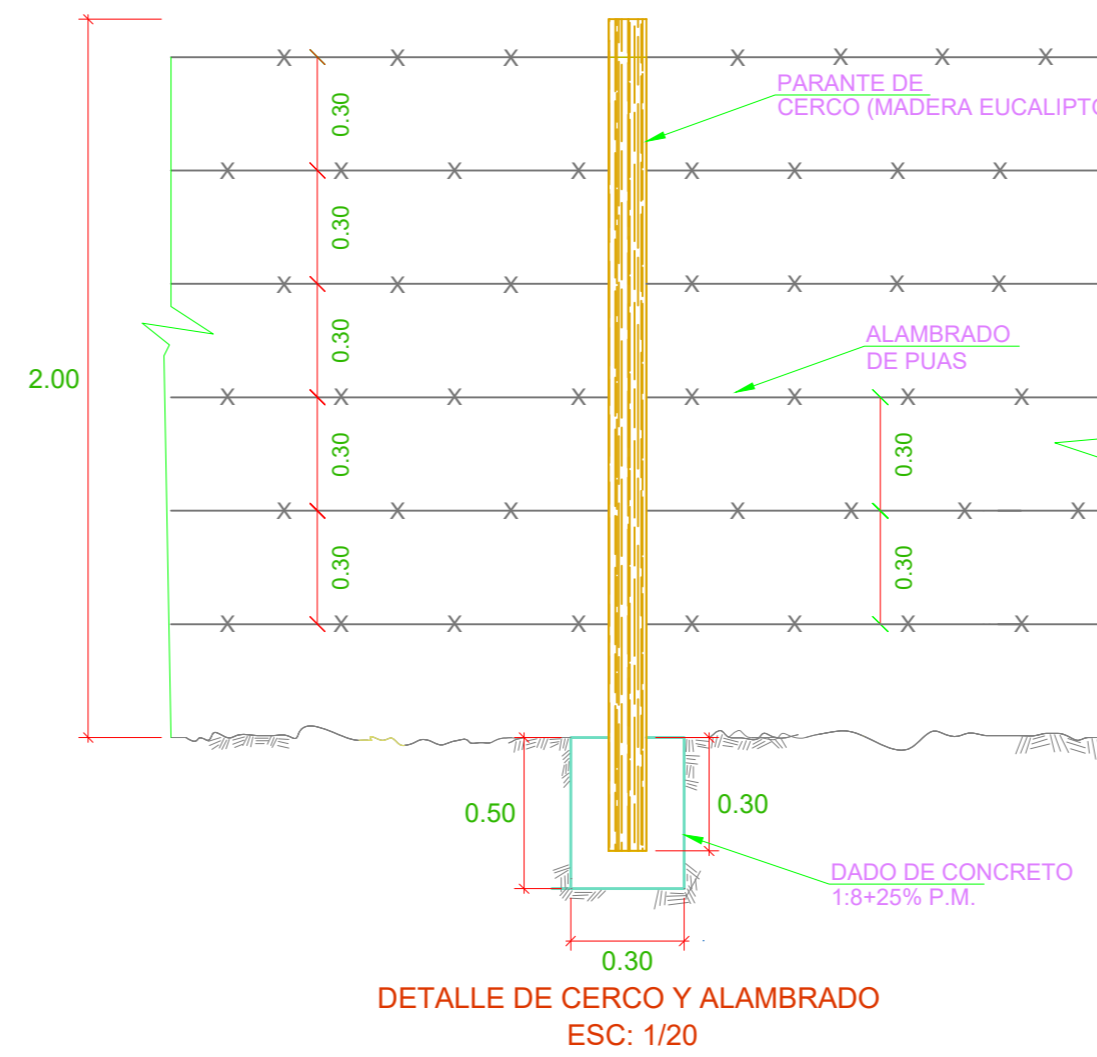 PARANTE DE
CERCO (MADERA EUCALIPTO
0.30
0.30
0.30
ALAMBRADO
DE PUAS
2.00
0.30
0.30
0.30
0.30
0.50
0.30
DADO DE CONCRETO
1:8+25% P.M.
0.30
DETALLE DE CERCO Y ALAMBRADO
ESC: 1/20